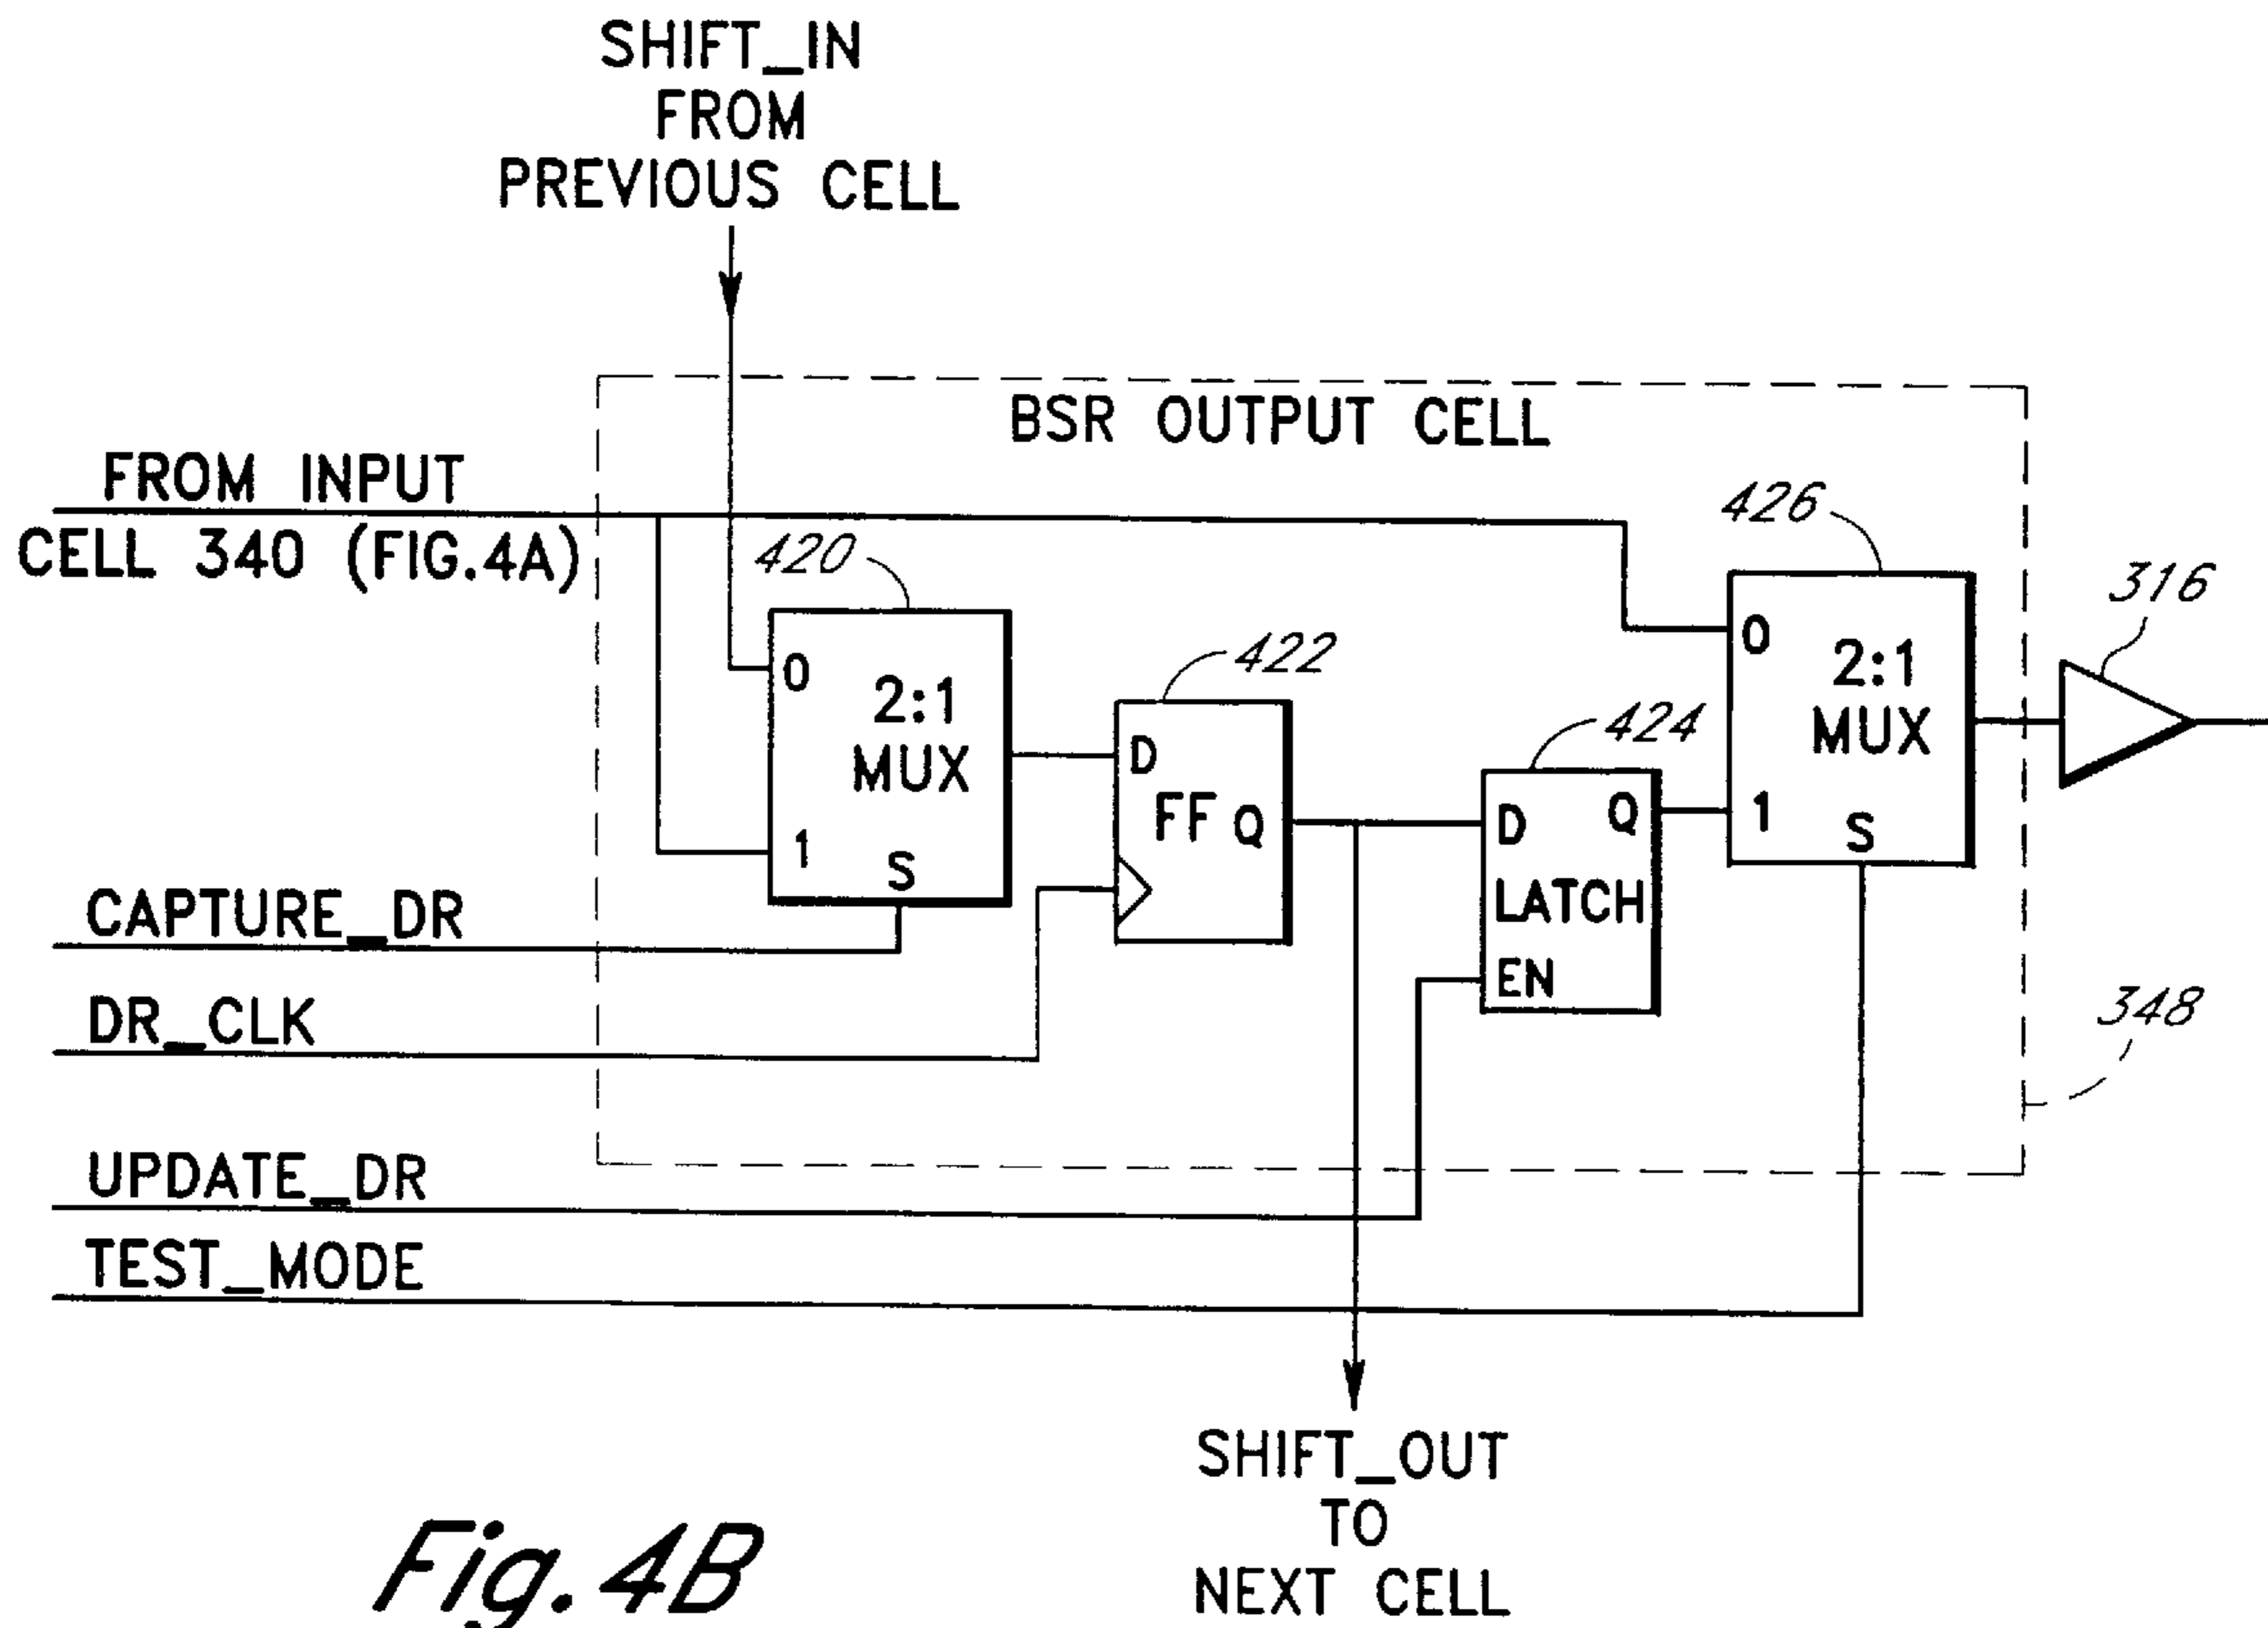 SHIFT_IN
FROM
PREVIOUS CELL
BSR OUTPUT CELL
FROM INPUT
CELL 340 (FIG.4A)
420
426
316
0
2:1
MUX
1
S
422
D
FF Q
424
D Q
LATCH
EN
0
2:1
MUX
1
S
CAPTURE_DR
DR_CLK
348
UPDATE_DR
TEST_MODE
SHIFT_OUT
TO
NEXT CELL
Fig. 4B